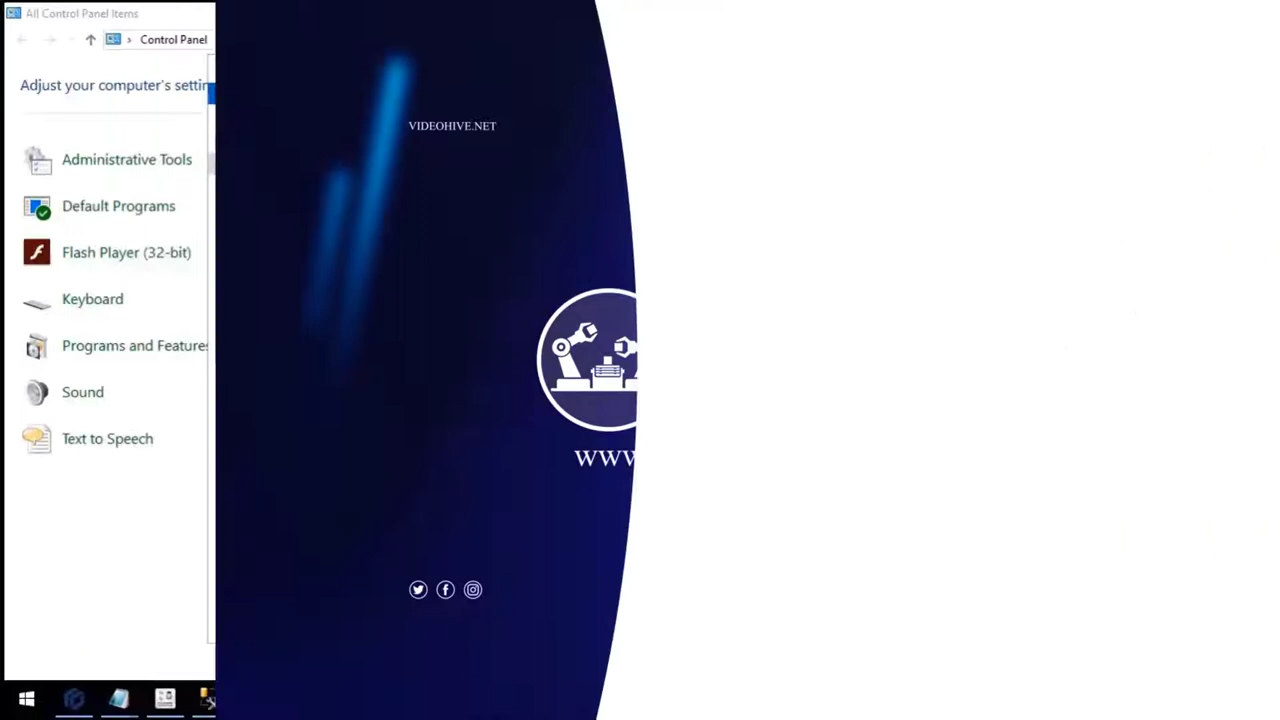 All Control Panel Items
Control Panel
Adjust your computer's settin
Administrative Tools
Default Programs
Flash Player (32-bit)
Keyboard
Programs and Features
Sound
Text to Speech
VIDEOHIVE.NET
WWW